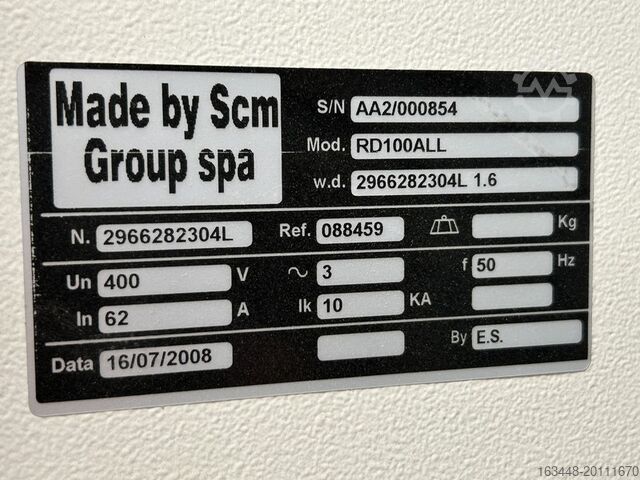 Made by Scm
Group spa
S/N AA2/000854
Mod. RD100ALL
w.d. 2966282304L 1.6
N. 2966282304L Ref. 088459 Kg
Un 400 V ~ 3 f 50 Hz
In 62 A Ik 10 KA
Data 16/07/2008 By E.S.
163448-20111670